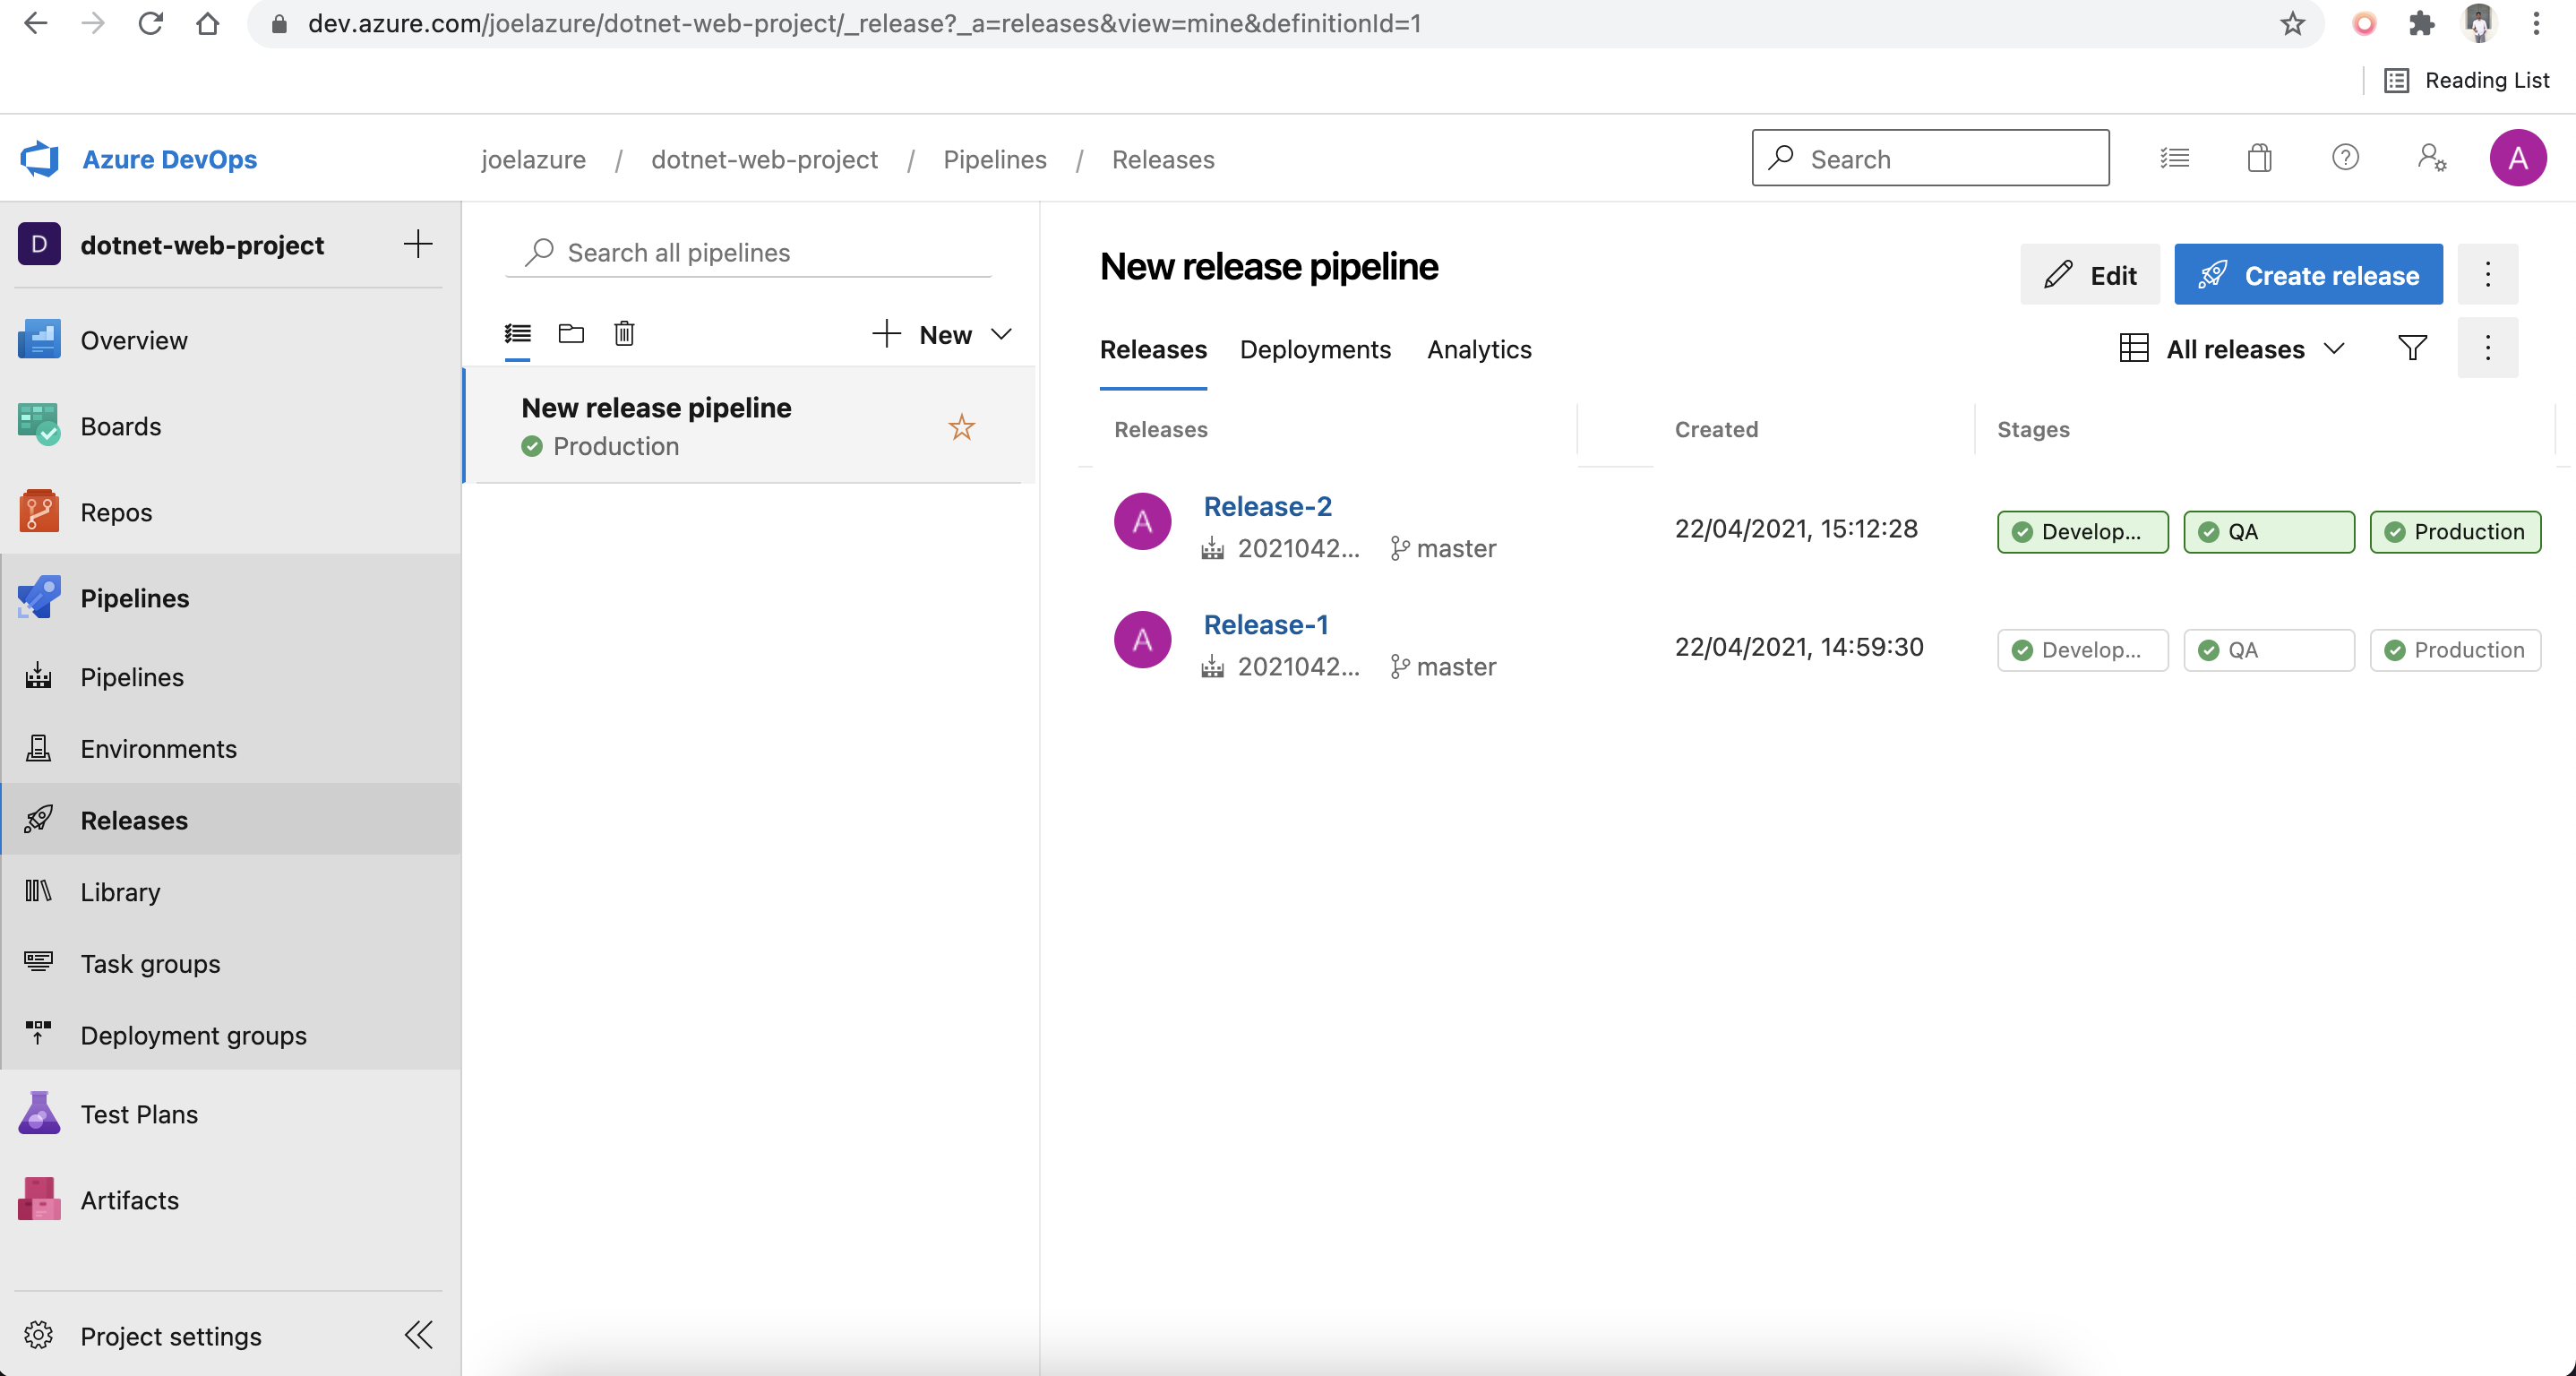 dev.azure.com/joelazure/dotnet-web-project/_release?_a=releases&view=mine&definitionId=1
Reading List
Azure DevOps
joelazure / dotnet-web-project / Pipelines / Releases
Search
A
D dotnet-web-project
Overview
Boards
Repos
Pipelines
Pipelines
Environments
Releases
Library
Task groups
Deployment groups
Test Plans
Artifacts
Project settings
Search all pipelines
New
New release pipeline
Production
New release pipeline
Edit
Create release
Releases Deployments Analytics
All releases
Releases Created Stages
A Release-2
2021042... master
22/04/2021, 15:12:28
Develop... QA Production
A Release-1
2021042... master
22/04/2021, 14:59:30
Develop... QA Production